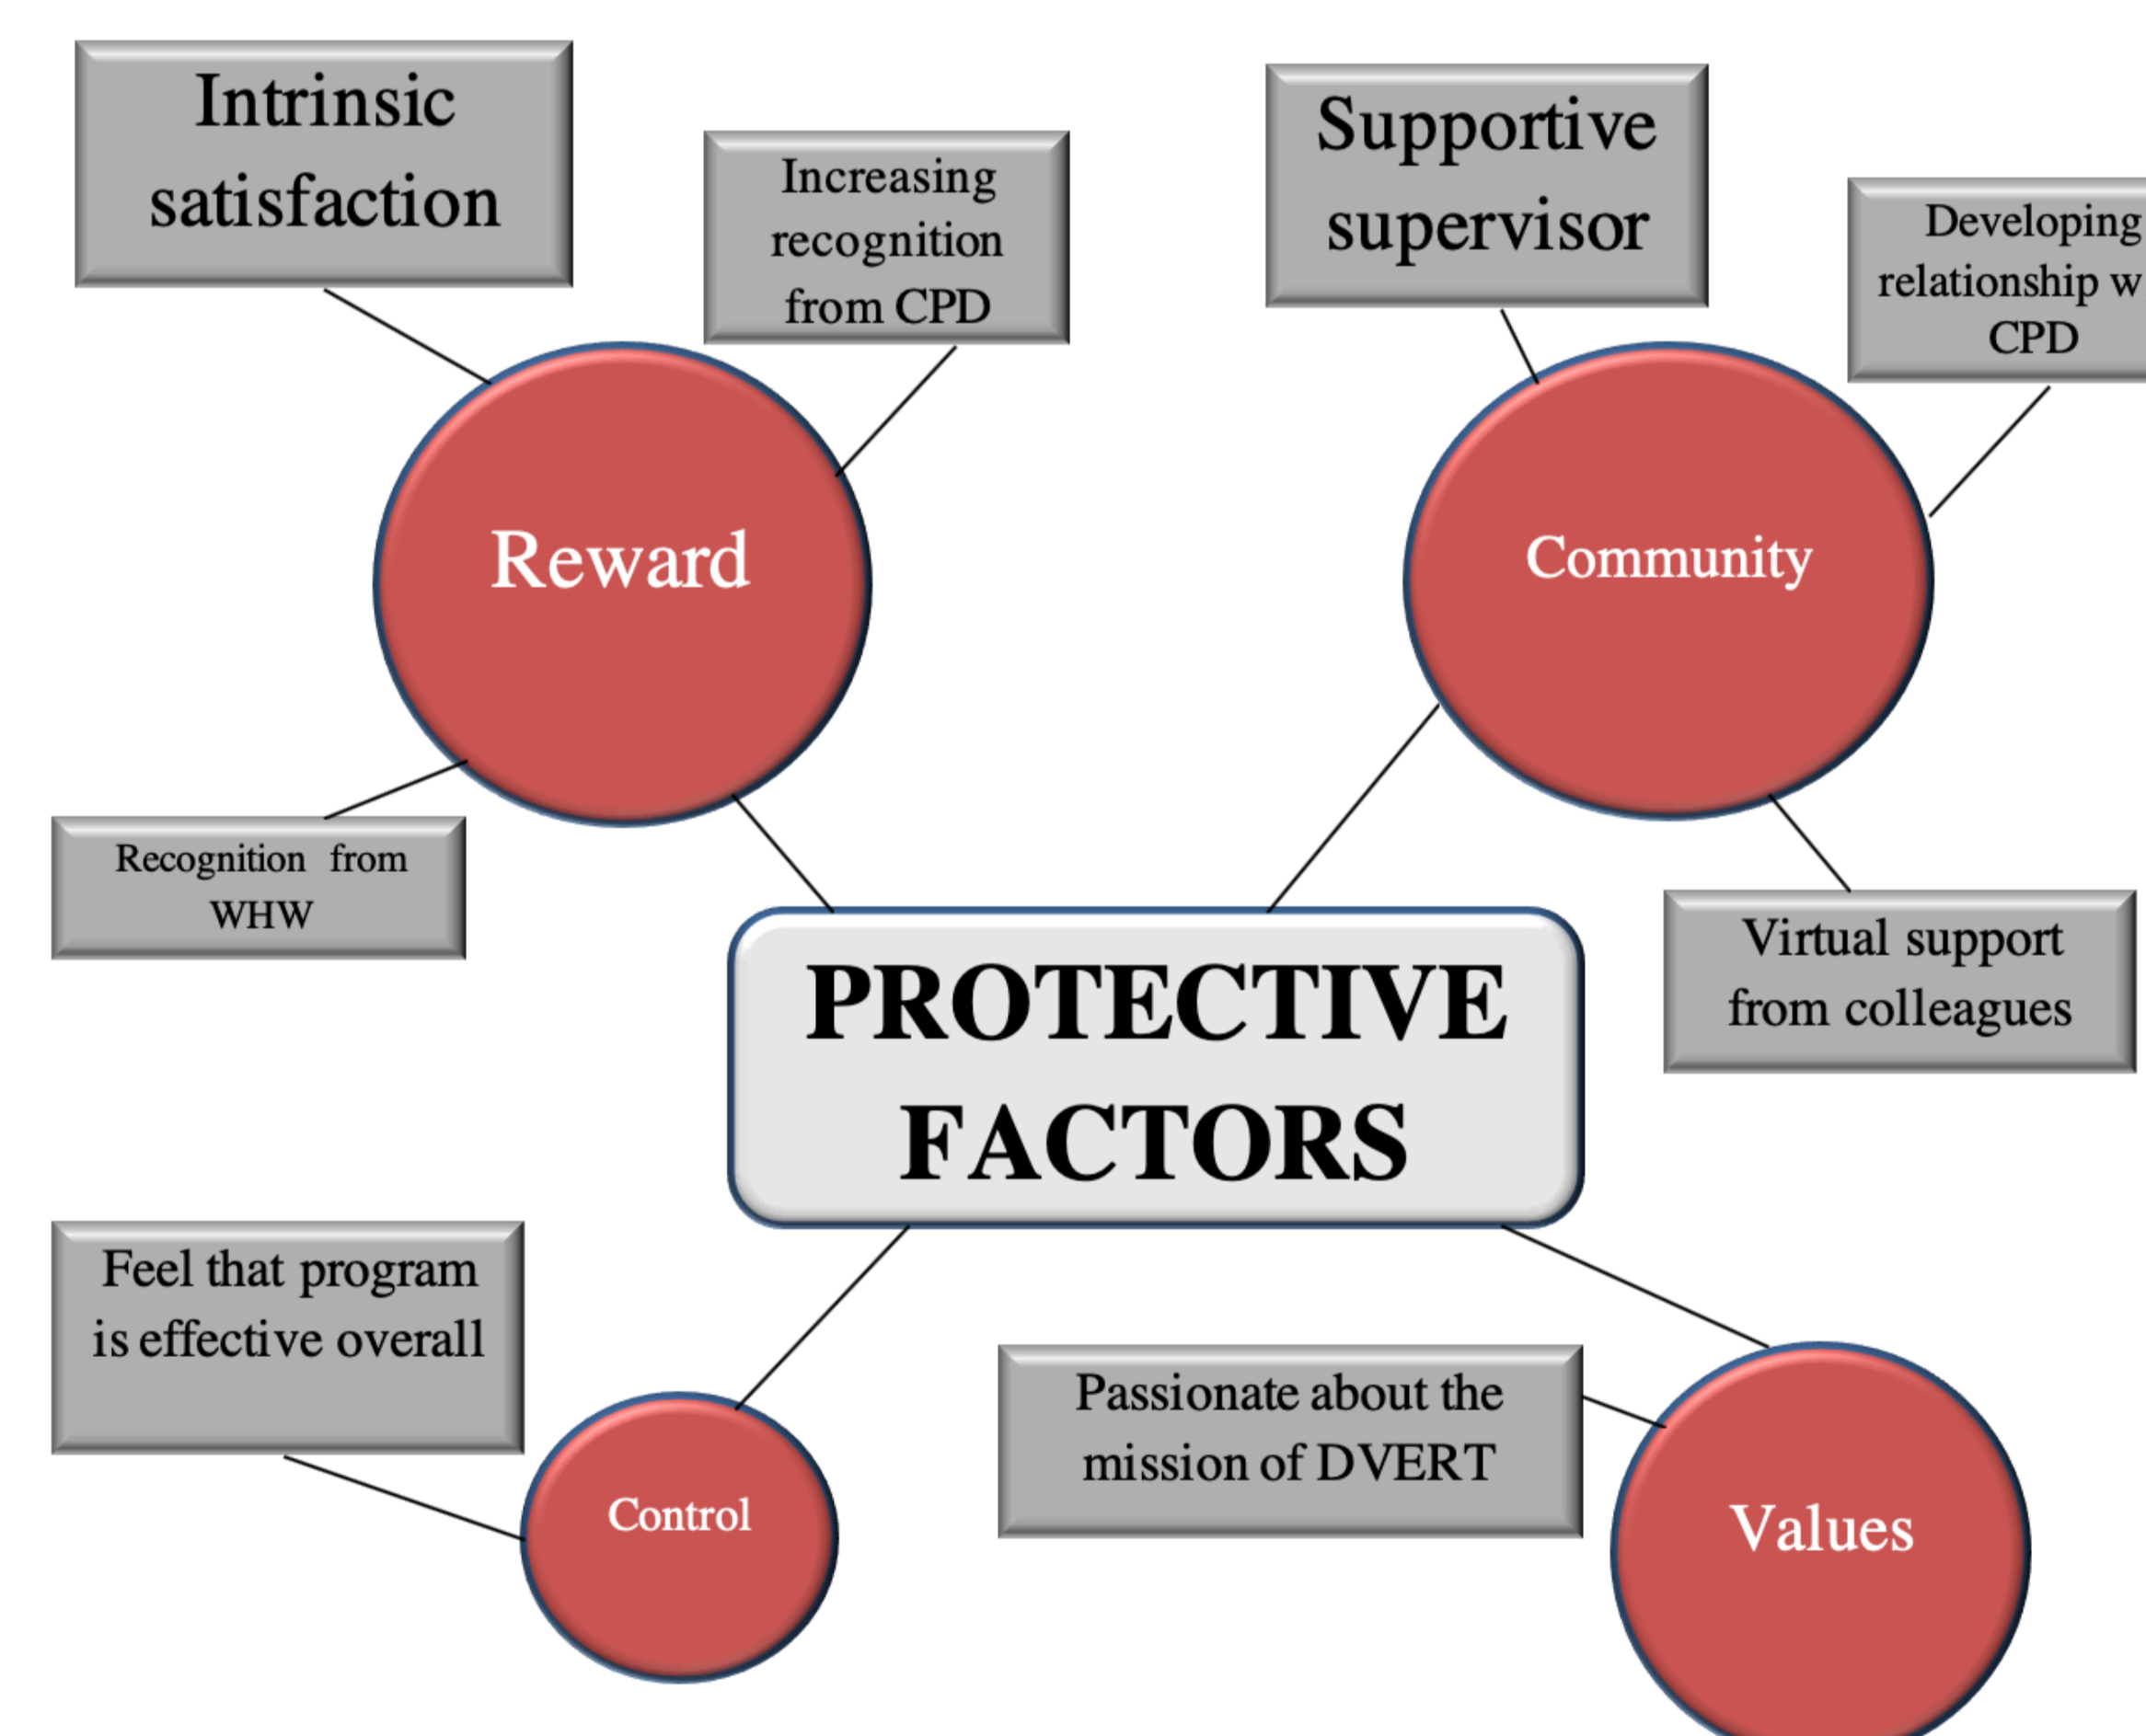 Intrinsic
satisfaction
Increasing
recognition
from CPD
Supportive
supervisor
Developing
relationship w
CPD
Reward
Community
Recognition from
WHW
Virtual support
from colleagues
PROTECTIVE
FACTORS
Feel that program
is effective overall
Passionate about the
mission of DVERT
Control
Values